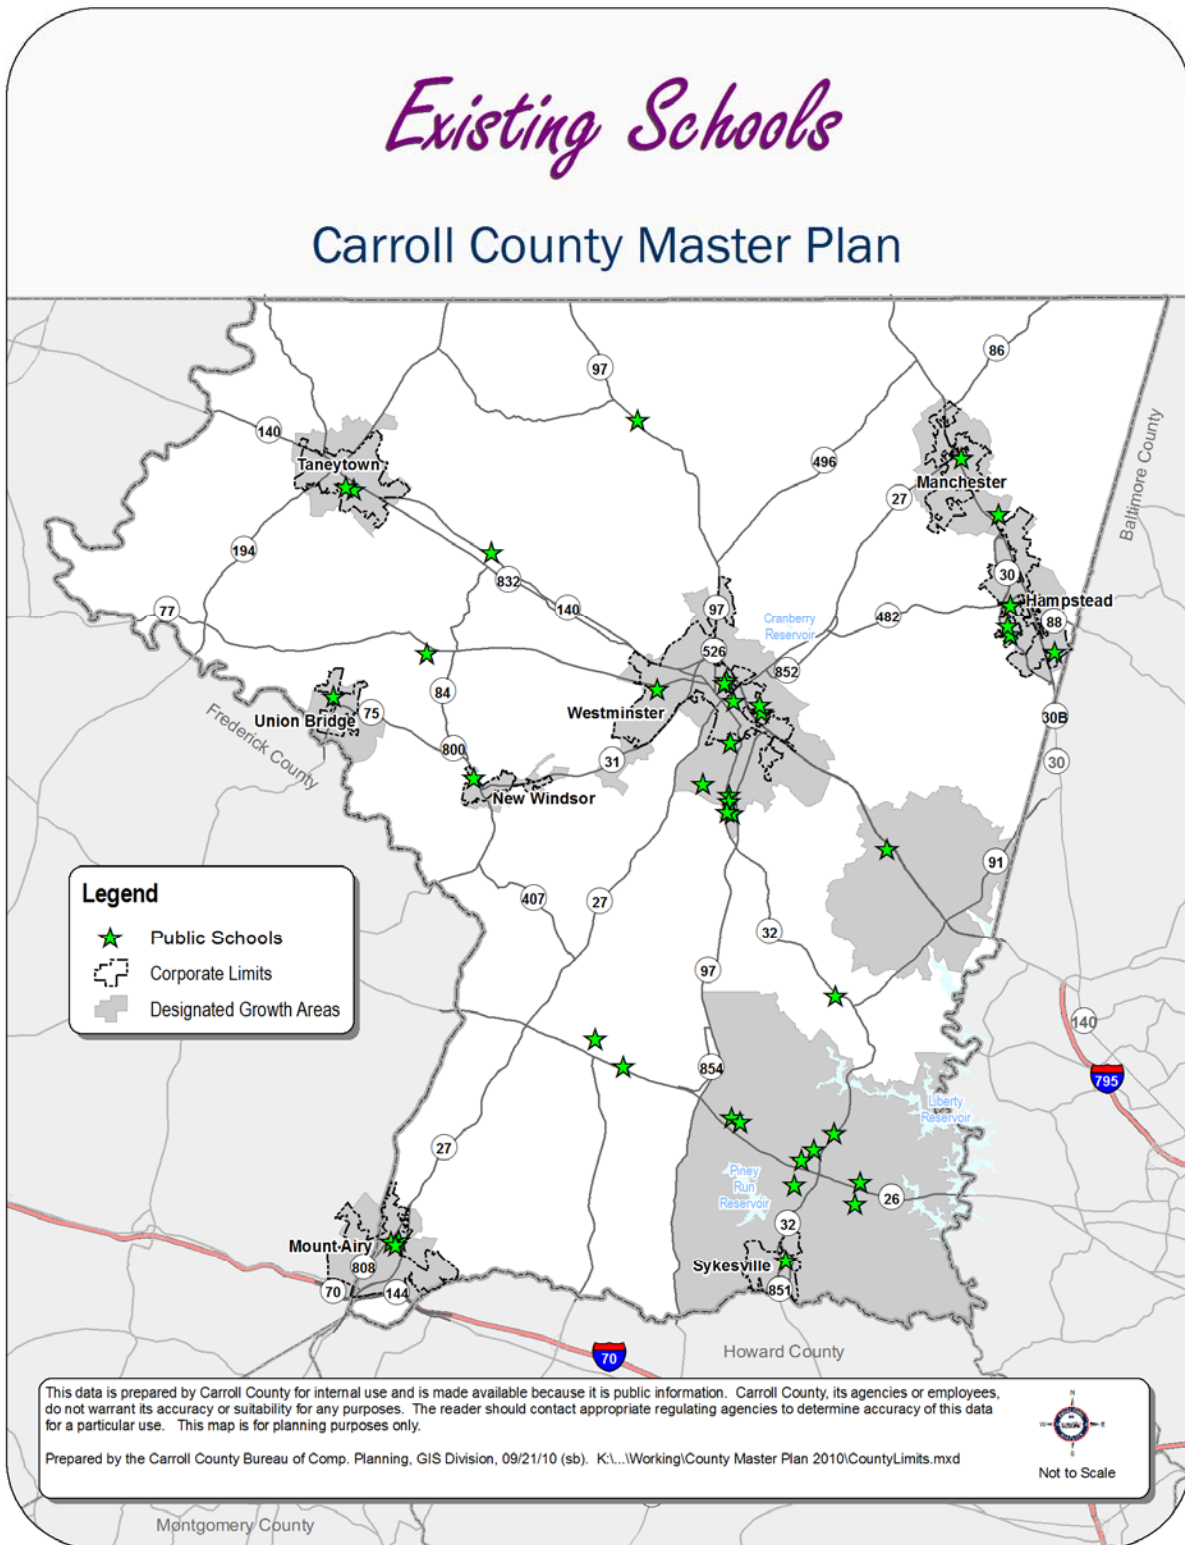 Existing Schools
Carroll County Master Plan
86
97
140
Taneytown
496
Manchester
27
Baltimore County
194
832
30
Hampstead
77
140
97
Cranberry
Reservoir
482
88
526
852
84
Westminster
Union Bridge
75
30B
Frederick County
800
31
30
New Windsor
91
Legend
Public Schools
Corporate Limits
Designated Growth Areas
407
27
32
97
140
854
795
Liberty
Reservoir
27
Piney
Run
Reservoir
26
32
Mount Airy
808
Sykesville
70
144
851
70
Howard County
This data is prepared by Carroll County for internal use and is made available because it is public information.  Carroll County, its agencies or employees,
do not warrant its accuracy or suitability for any purposes.  The reader should contact appropriate regulating agencies to determine accuracy of this data
for a particular use.   This map is for planning purposes only.
Prepared by the Carroll County Bureau of Comp. Planning, GIS Division, 09/21/10 (sb).  K:\...\Working\County Master Plan 2010\CountyLimits.mxd
N
W
E
S
Not to Scale
Montgomery County